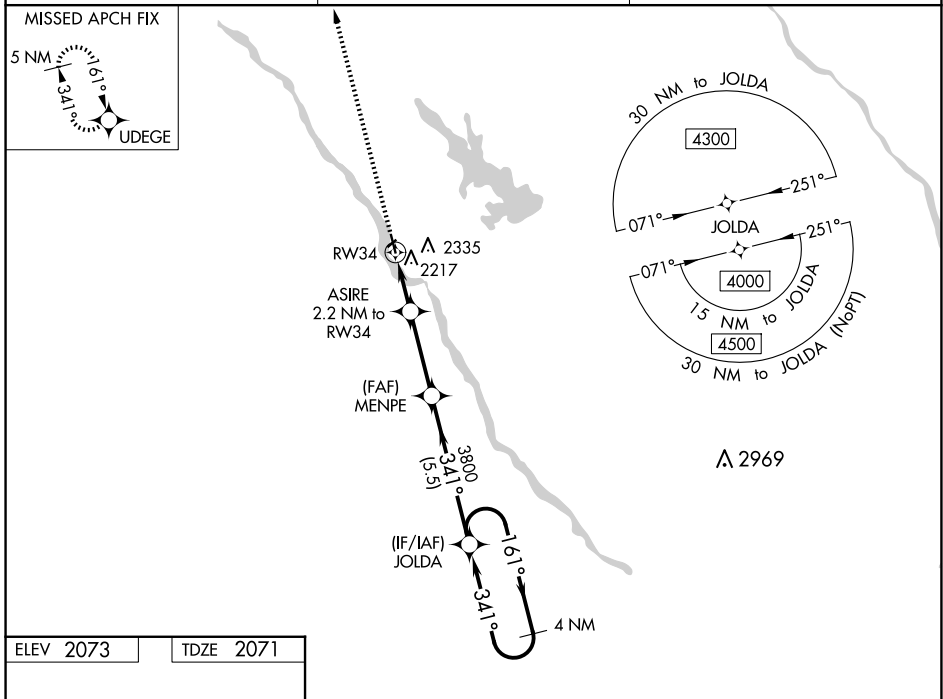 MISSED APCH FIX
5 NM
161°
341°
UDEGE
30 NM to JOLDA
4300
071°
251°
JOLDA
071°
251°
4000
15 NM to JOLDA
4500
30 NM to JOLDA (NoPT)
RW34
2335
2217
ASIRE
2.2 NM to
RW34
(FAF)
MENPE
3800
341°
(5.5)
2969
(IF/IAF)
JOLDA
161°
341°
4 NM
ELEV 2073
TDZE 2071